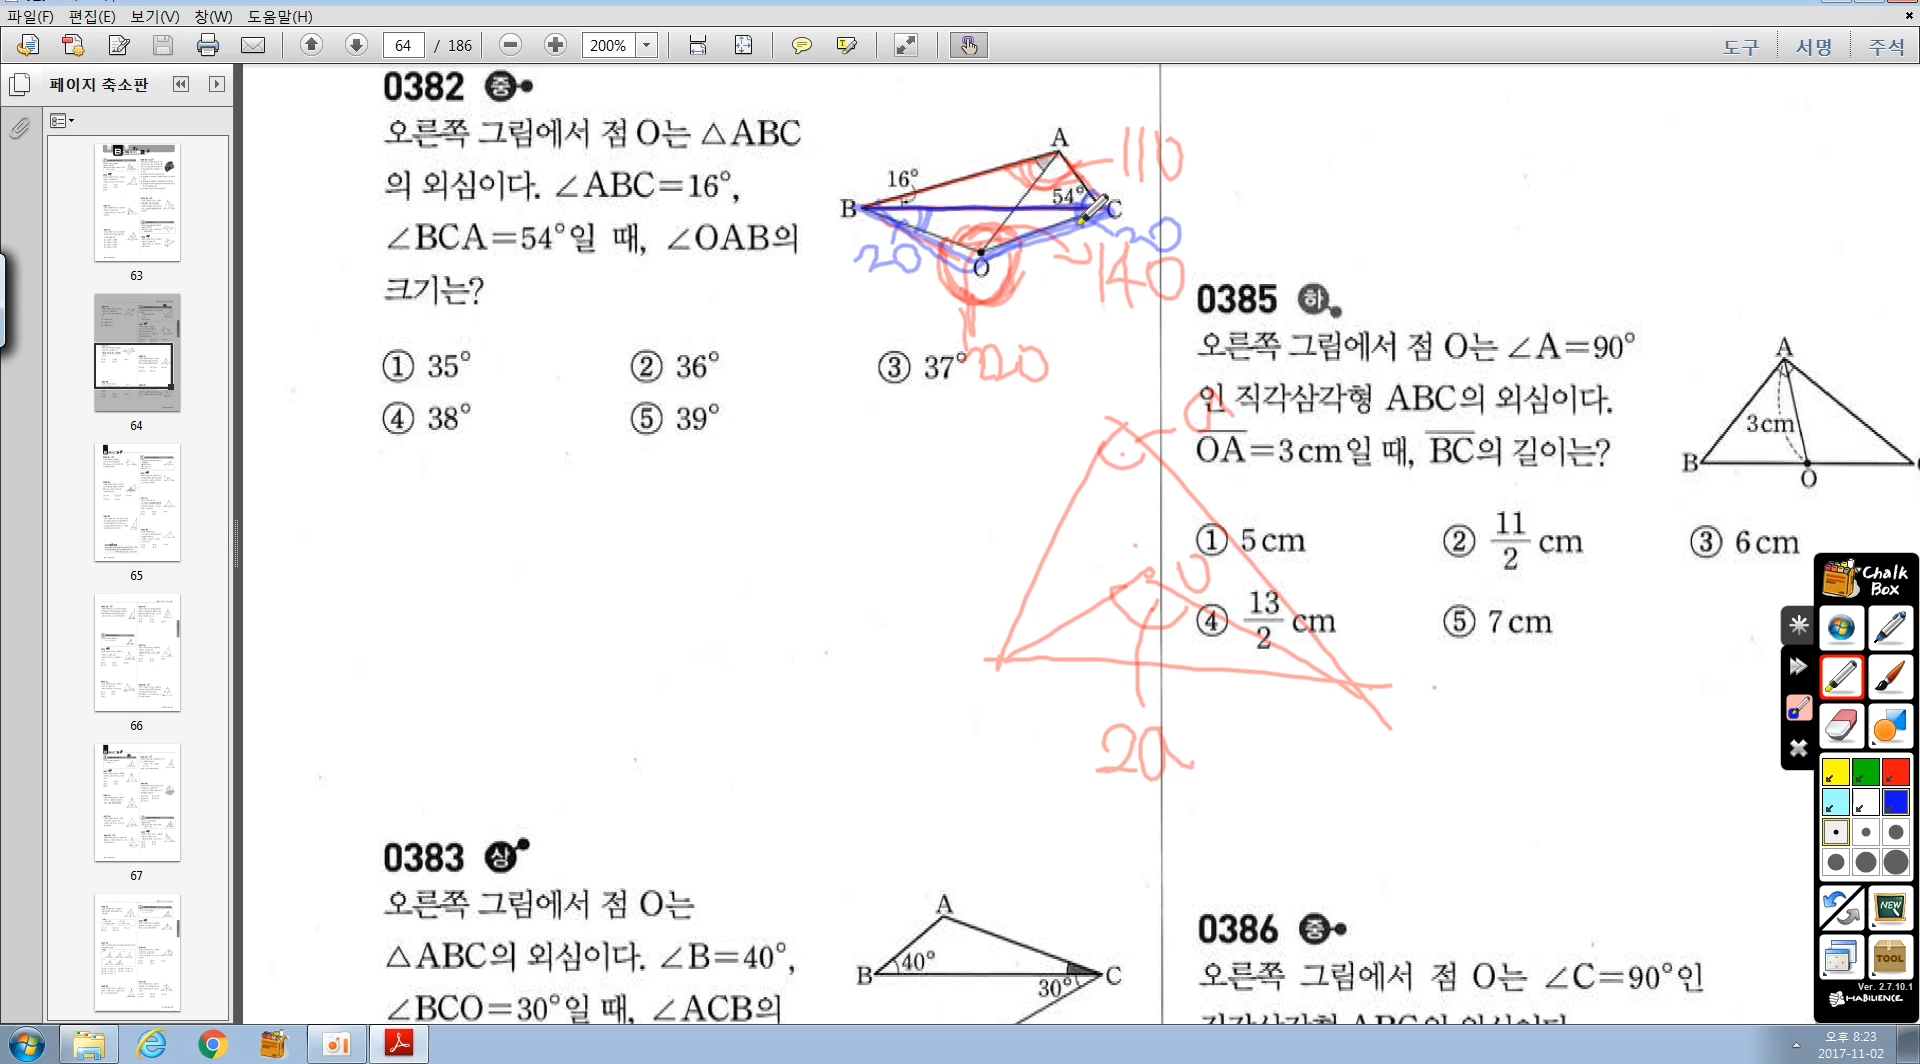 파일(F) 편집(E) 보기(V) 창(W) 도움말(H)
64 / 186
200%
도구
서명
주석
페이지 축소판
63
64
65
66
67
0382 중
오른쪽 그림에서 점 O는 △ABC
의 외심이다. ∠ABC=16°,
∠BCA=54°일 때, ∠OAB의
크기는?
① 35° ② 36° ③ 37°
④ 38° ⑤ 39°
A
B
C
O
16°
54°
110
20
20
140
220
a
O
2a
0383 상
오른쪽 그림에서 점 O는
△ABC의 외심이다. ∠B=40°,
∠BCO=30°일 때, ∠ACB의
A
B
C
40°
30°
0385 하
오른쪽 그림에서 점 O는 ∠A=90°
인 직각삼각형 ABC의 외심이다.
OA=3cm일 때, BC의 길이는?
A
B
O
3cm
① 5cm ② 11/2 cm ③ 6cm
④ 13/2 cm ⑤ 7cm
0386 중
오른쪽 그림에서 점 O는 ∠C=90°인
Chalk
Box
NEW
TOOL
Ver. 2.7.10.1
HABILIENCE
오후 8:23
2017-11-02